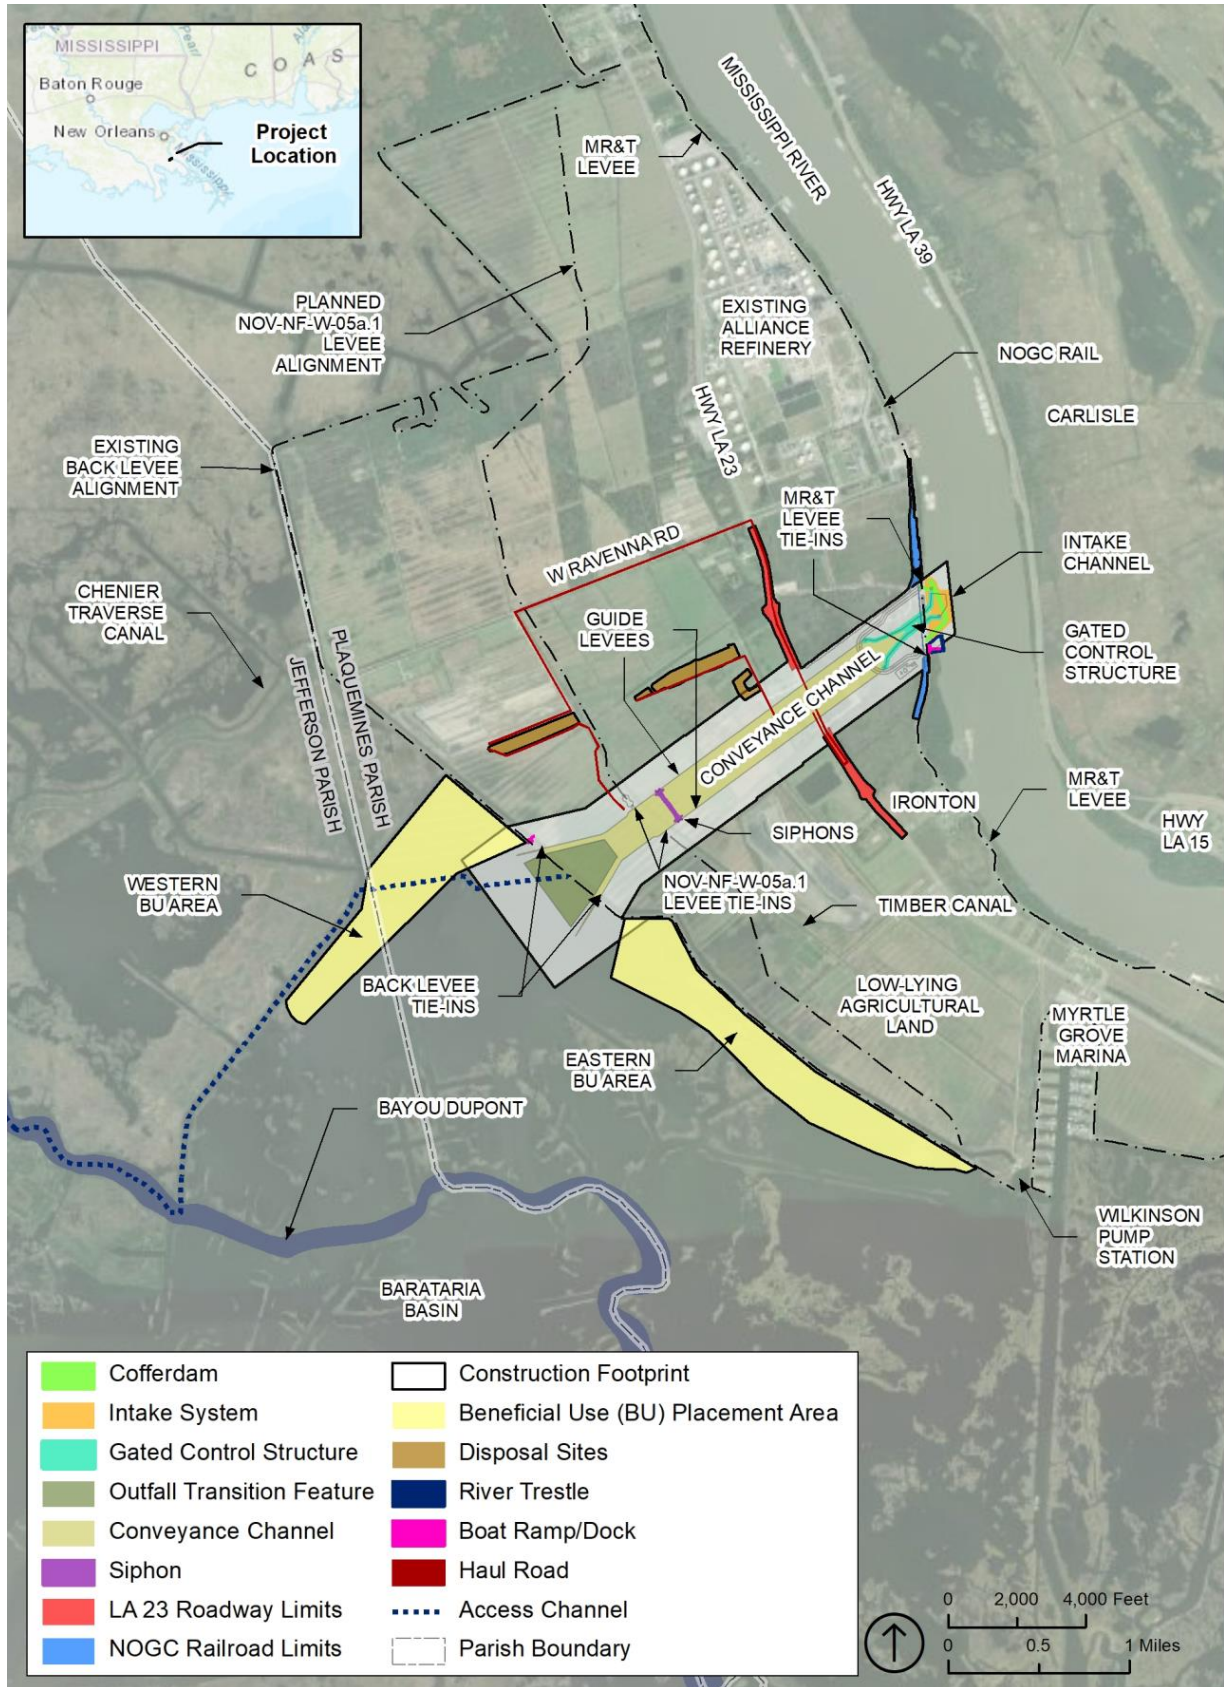 MISSISSIPPI
Pearl
COAS
Baton Rouge
New Orleans
Mississippi
Project
Location
MR&T
LEVEE
MISSISSIPPI RIVER
HWY LA 39
PLANNED
NOV-NF-W-05a.1
LEVEE
ALIGNMENT
EXISTING
ALLIANCE
REFINERY
NOGC RAIL
HWY LA 23
CARLISLE
EXISTING
BACK LEVEE
ALIGNMENT
MR&T
LEVEE
TIE-INS
INTAKE
CHANNEL
W RAVENNA RD
CHENIER
TRAVERSE
CANAL
GUIDE
LEVEES
GATED
CONTROL
STRUCTURE
PLAQUEMINES PARISH
JEFFERSON PARISH
CONVEYANCE CHANNEL
MR&T
LEVEE
IRONTON
HWY
LA 15
SIPHONS
WESTERN
BU AREA
NOV-NF-W-05a.1
LEVEE TIE-INS
TIMBER CANAL
BACK LEVEE
TIE-INS
LOW-LYING
AGRICULTURAL
LAND
MYRTLE
GROVE
MARINA
EASTERN
BU AREA
BAYOU DUPONT
WILKINSON
PUMP
STATION
BARATARIA
BASIN
Cofferdam
Intake System
Gated Control Structure
Outfall Transition Feature
Conveyance Channel
Siphon
LA 23 Roadway Limits
NOGC Railroad Limits
Construction Footprint
Beneficial Use (BU) Placement Area
Disposal Sites
River Trestle
Boat Ramp/Dock
Haul Road
Access Channel
Parish Boundary
0 2,000 4,000 Feet
0 0.5 1 Miles